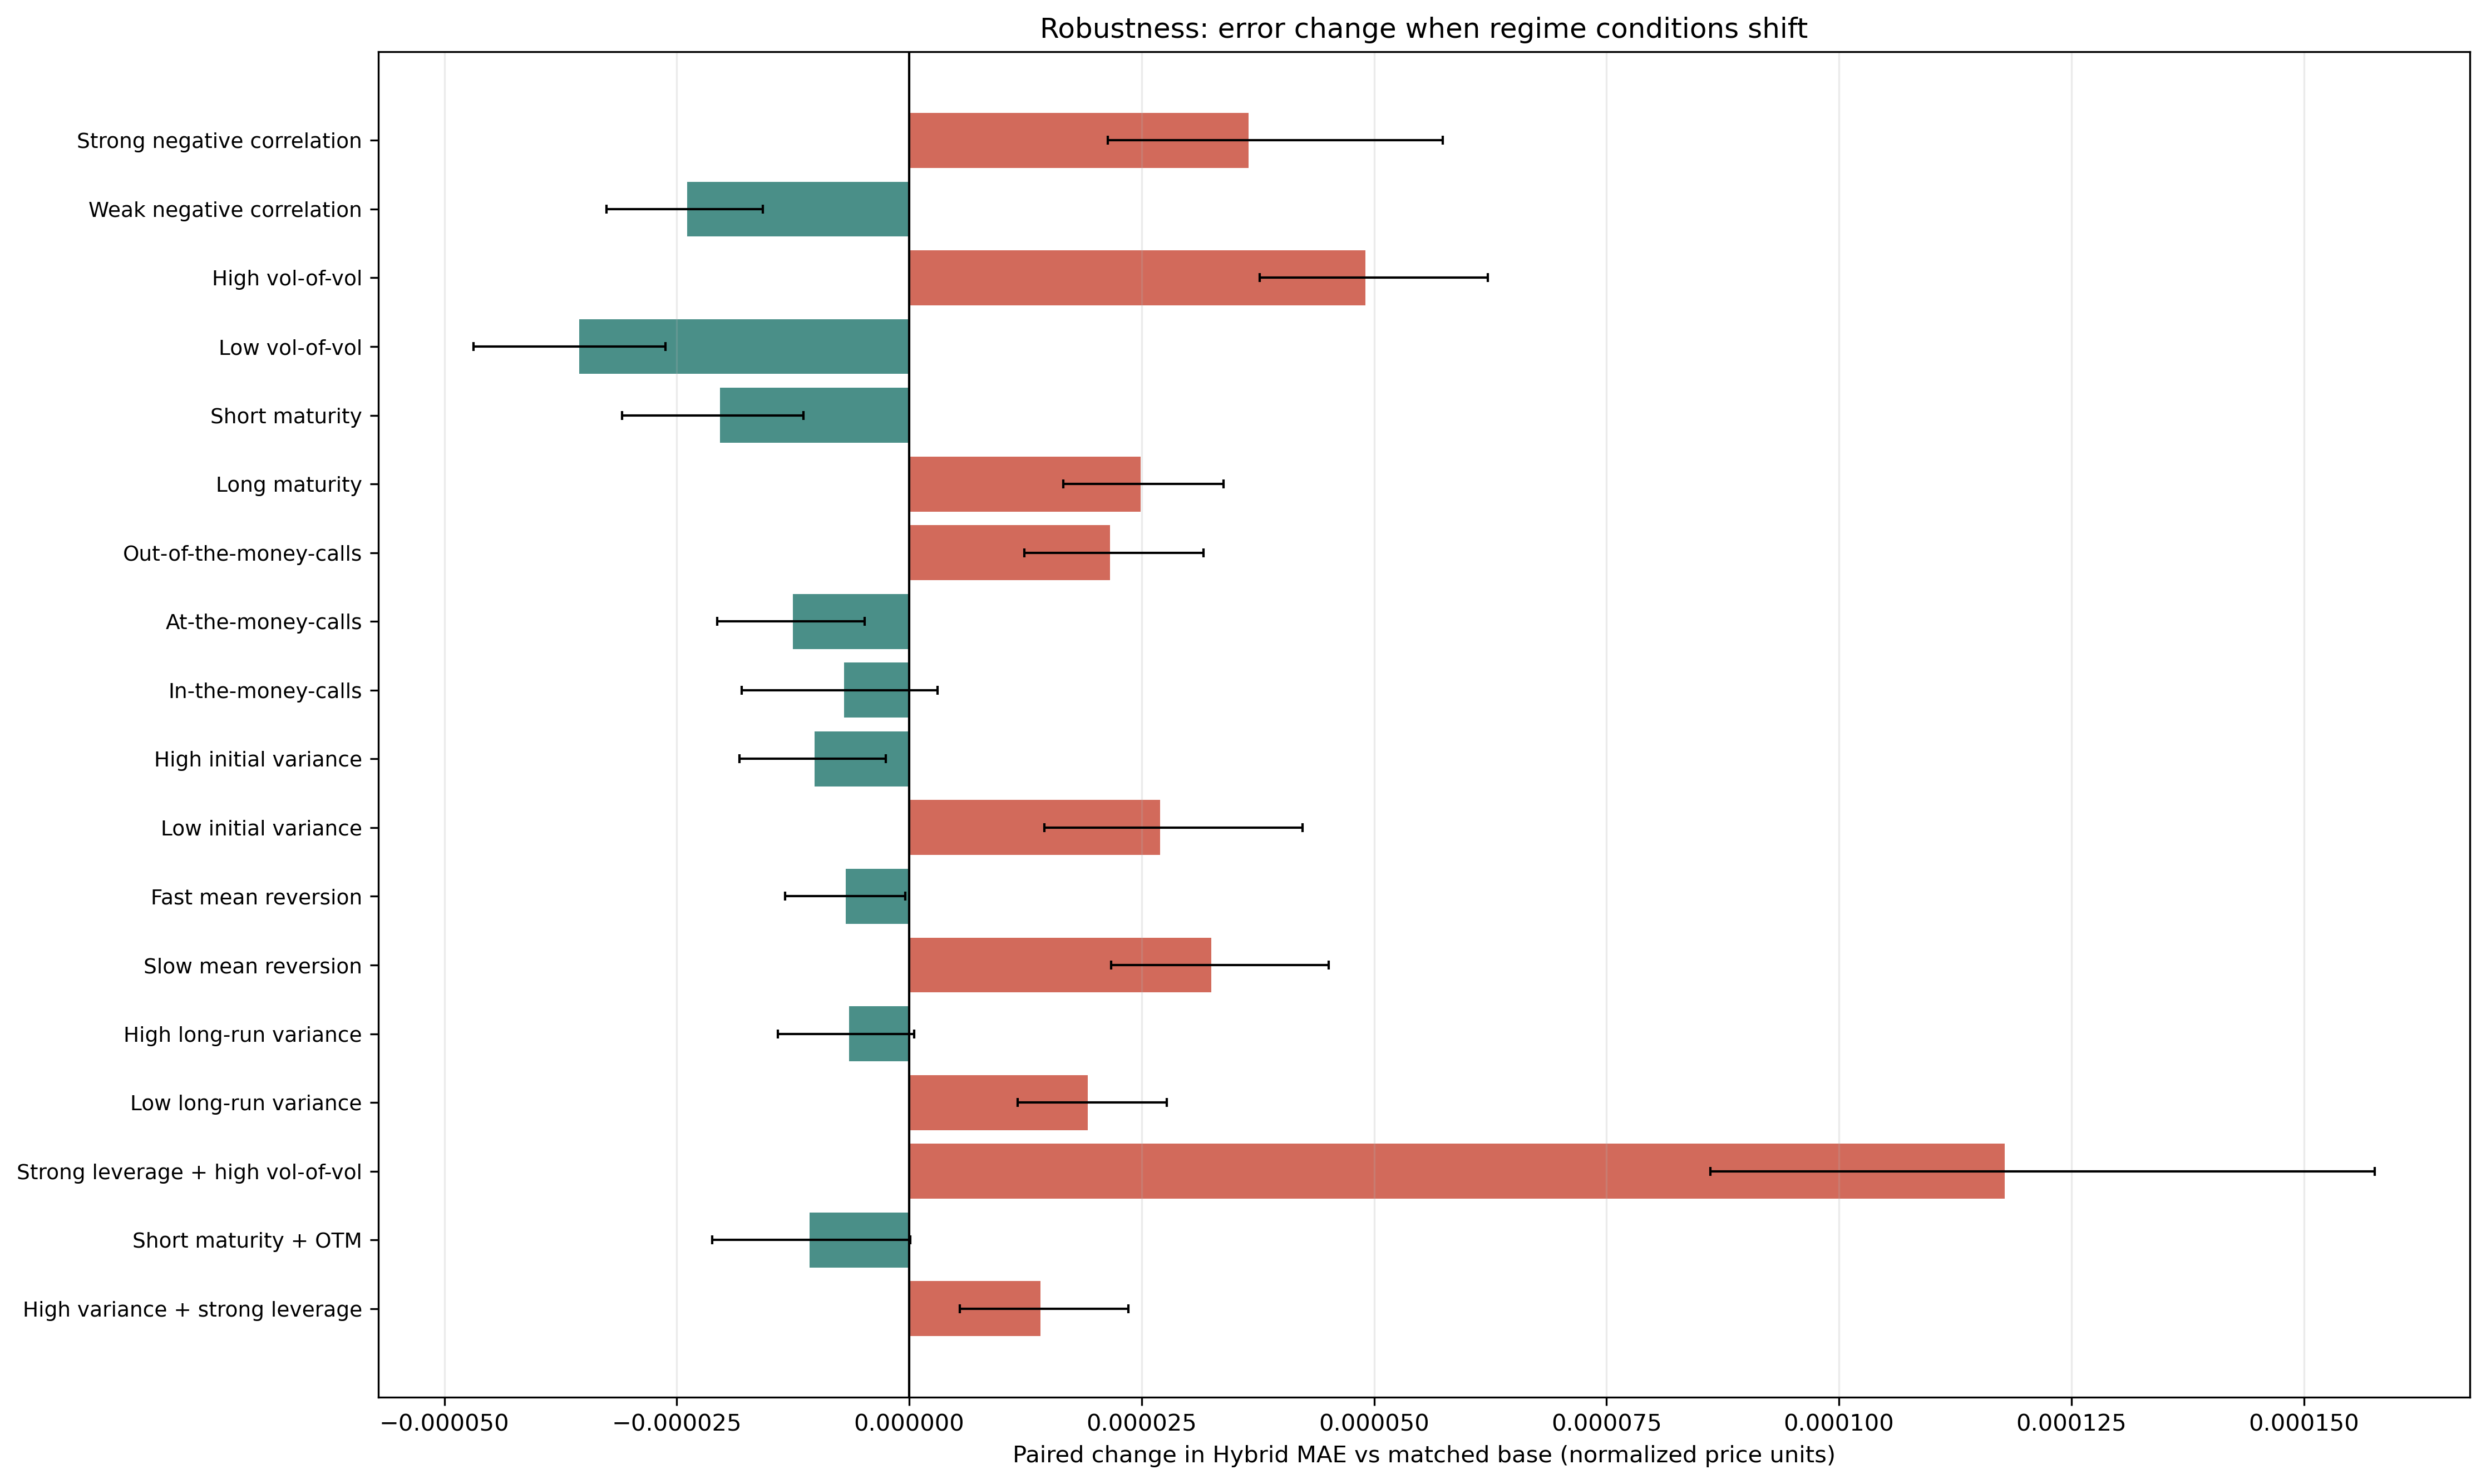 Robustness: error change when regime conditions shift
Strong negative correlation
Weak negative correlation
High vol-of-vol
Low vol-of-vol
Short maturity
Long maturity
Out-of-the-money-calls
At-the-money-calls
In-the-money-calls
High initial variance
Low initial variance
Fast mean reversion
Slow mean reversion
High long-run variance
Low long-run variance
Strong leverage + high vol-of-vol
Short maturity + OTM
High variance + strong leverage
−0.000050 −0.000025 0.000000 0.000025 0.000050 0.000075 0.000100 0.000125 0.000150
Paired change in Hybrid MAE vs matched base (normalized price units)